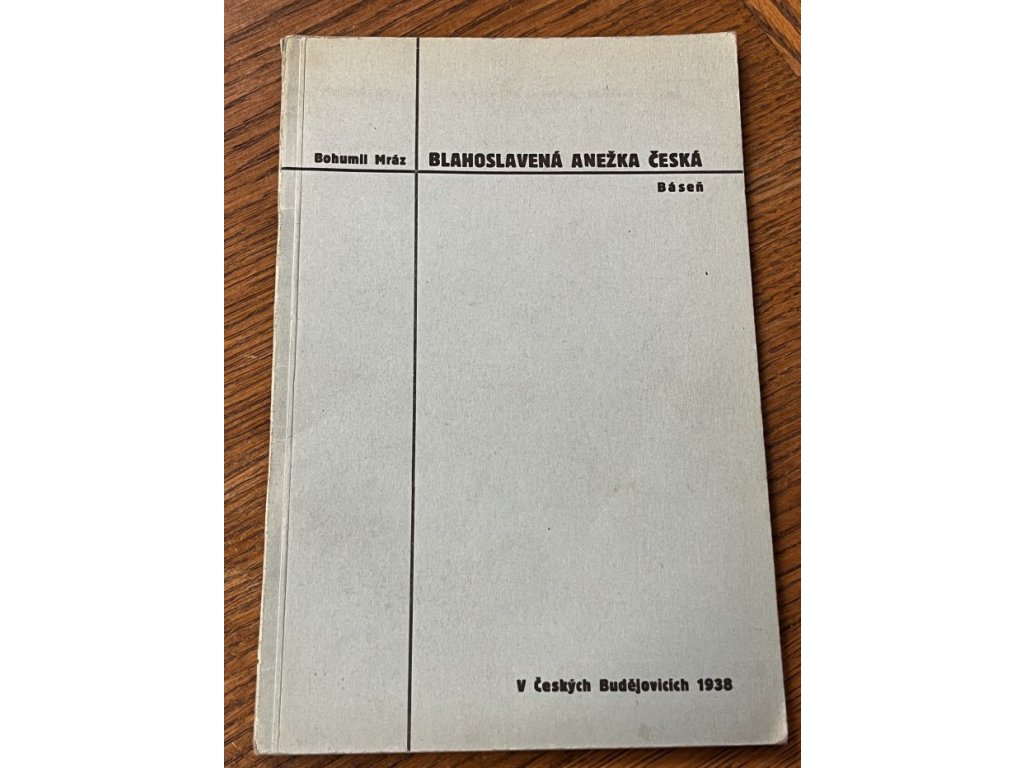 Bohumil Mráz
BLAHOSLAVENÁ ANEŽKA ČESKÁ
Báseň
V Českých Budějovicích 1938